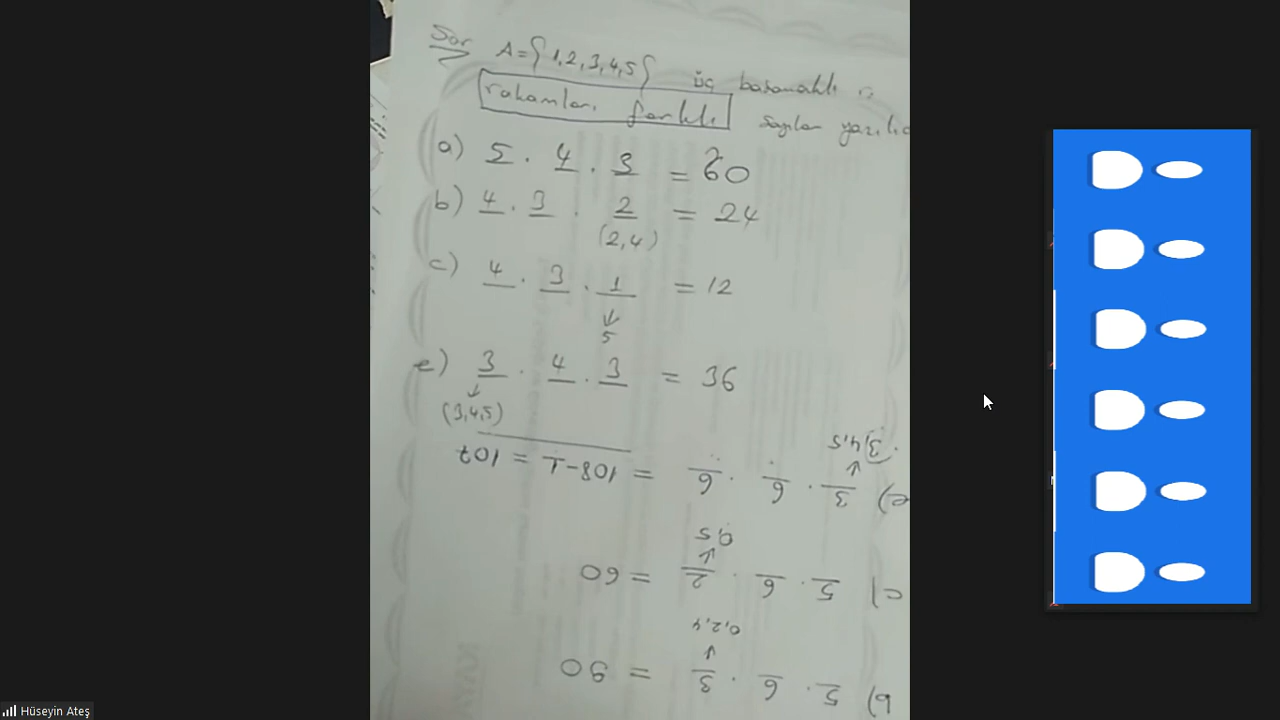 Sor A={1,2,3,4,5} üç basamaklı
rakamları farklı sayılar
a) 5 . 4 . 3 = 60
b) 4 . 3 . 2 = 24
(2,4)
c) 4 . 3 . 1 = 12
↓
5
e) 3 . 4 . 3 = 36
↓
(3,4,5)
b) 5 . 6 . 3 = 90
↓
0,2,4
c) 5 . 6 . 2 = 60
↓
0,5
e) 3 . 6 . 6 = 108-1 = 107
↓
3,4,5
Hüseyin Ateş